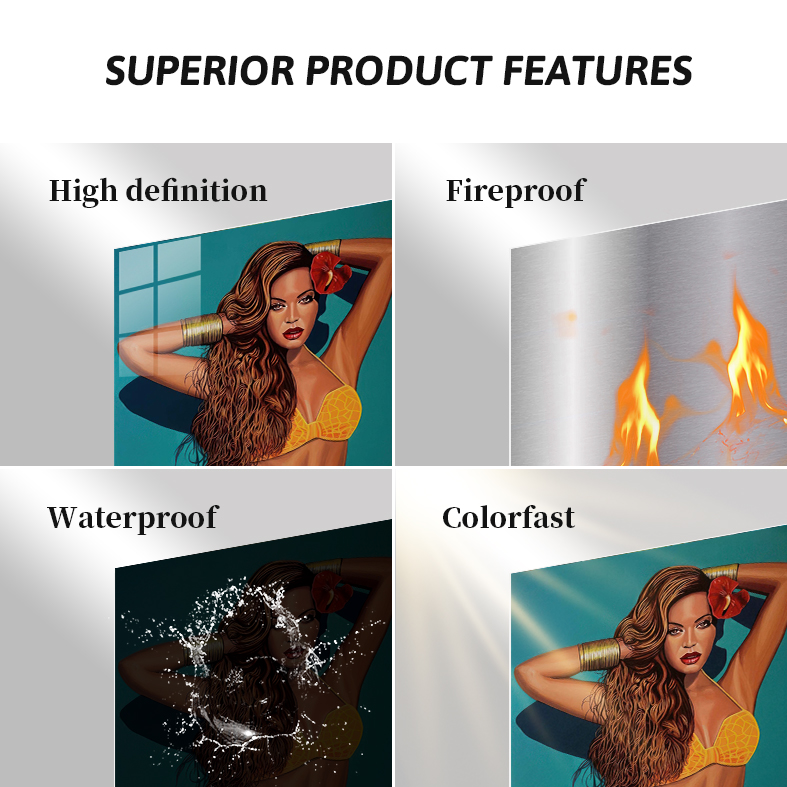 SUPERIOR PRODUCT FEATURES
High definition
Fireproof
Waterproof
Colorfast